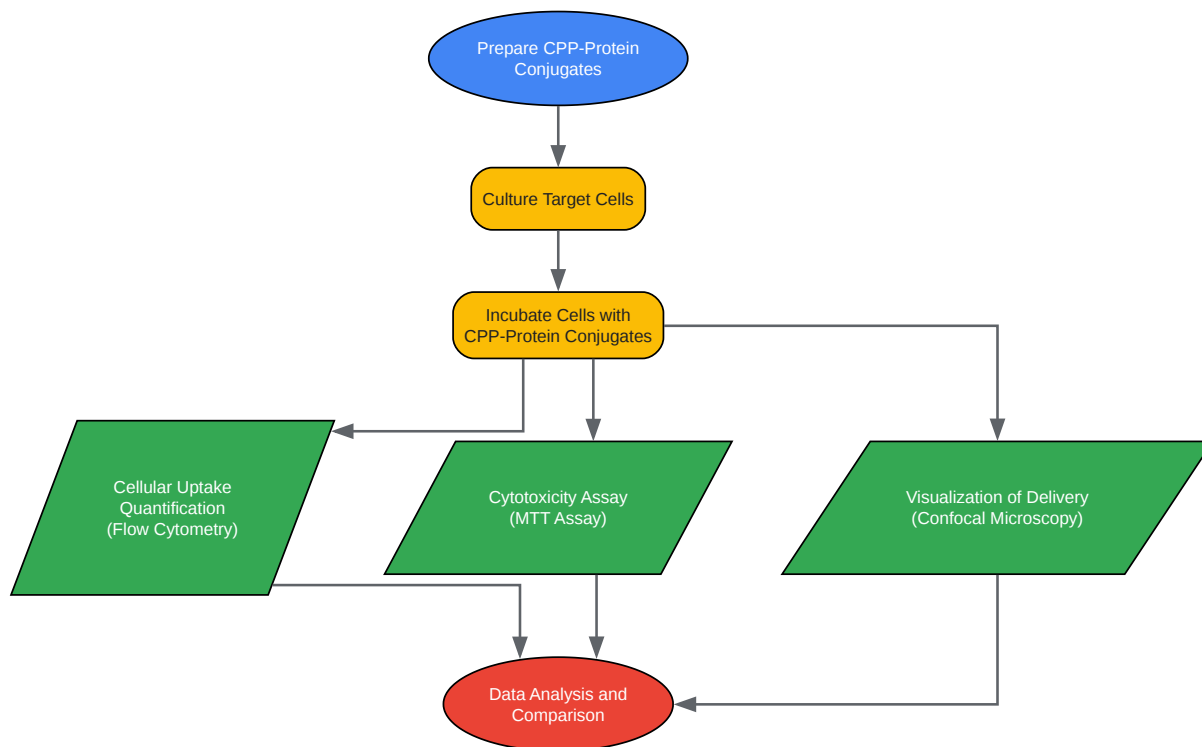 Prepare CPP-Protein
Conjugates
Culture Target Cells
Incubate Cells with
CPP-Protein Conjugates
Cellular Uptake
Quantification
(Flow Cytometry)
Cytotoxicity Assay
(MTT Assay)
Visualization of Delivery
(Confocal Microscopy)
Data Analysis and
Comparison